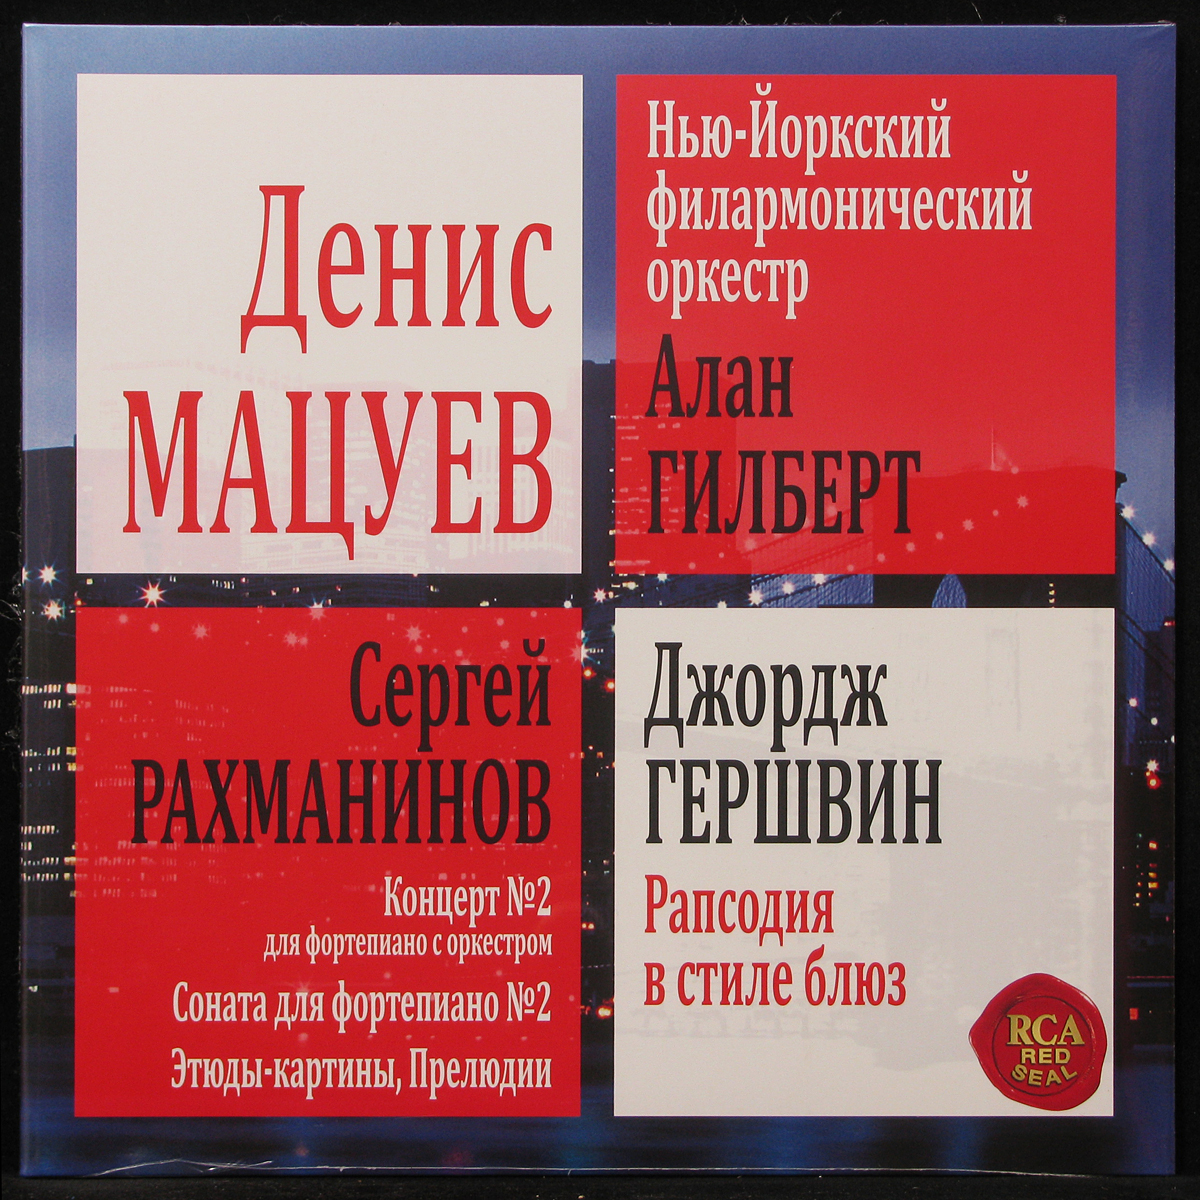 Денис
МАЦУЕВ
Нью-Йоркский
филармонический
оркестр
Алан
ГИЛБЕРТ
Сергей
РАХМАНИНОВ
Концерт №2
для фортепиано с оркестром
Соната для фортепиано №2
Этюды-картины, Прелюдии
Джордж
ГЕРШВИН
Рапсодия
в стиле блюз
RCA
RED
SEAL